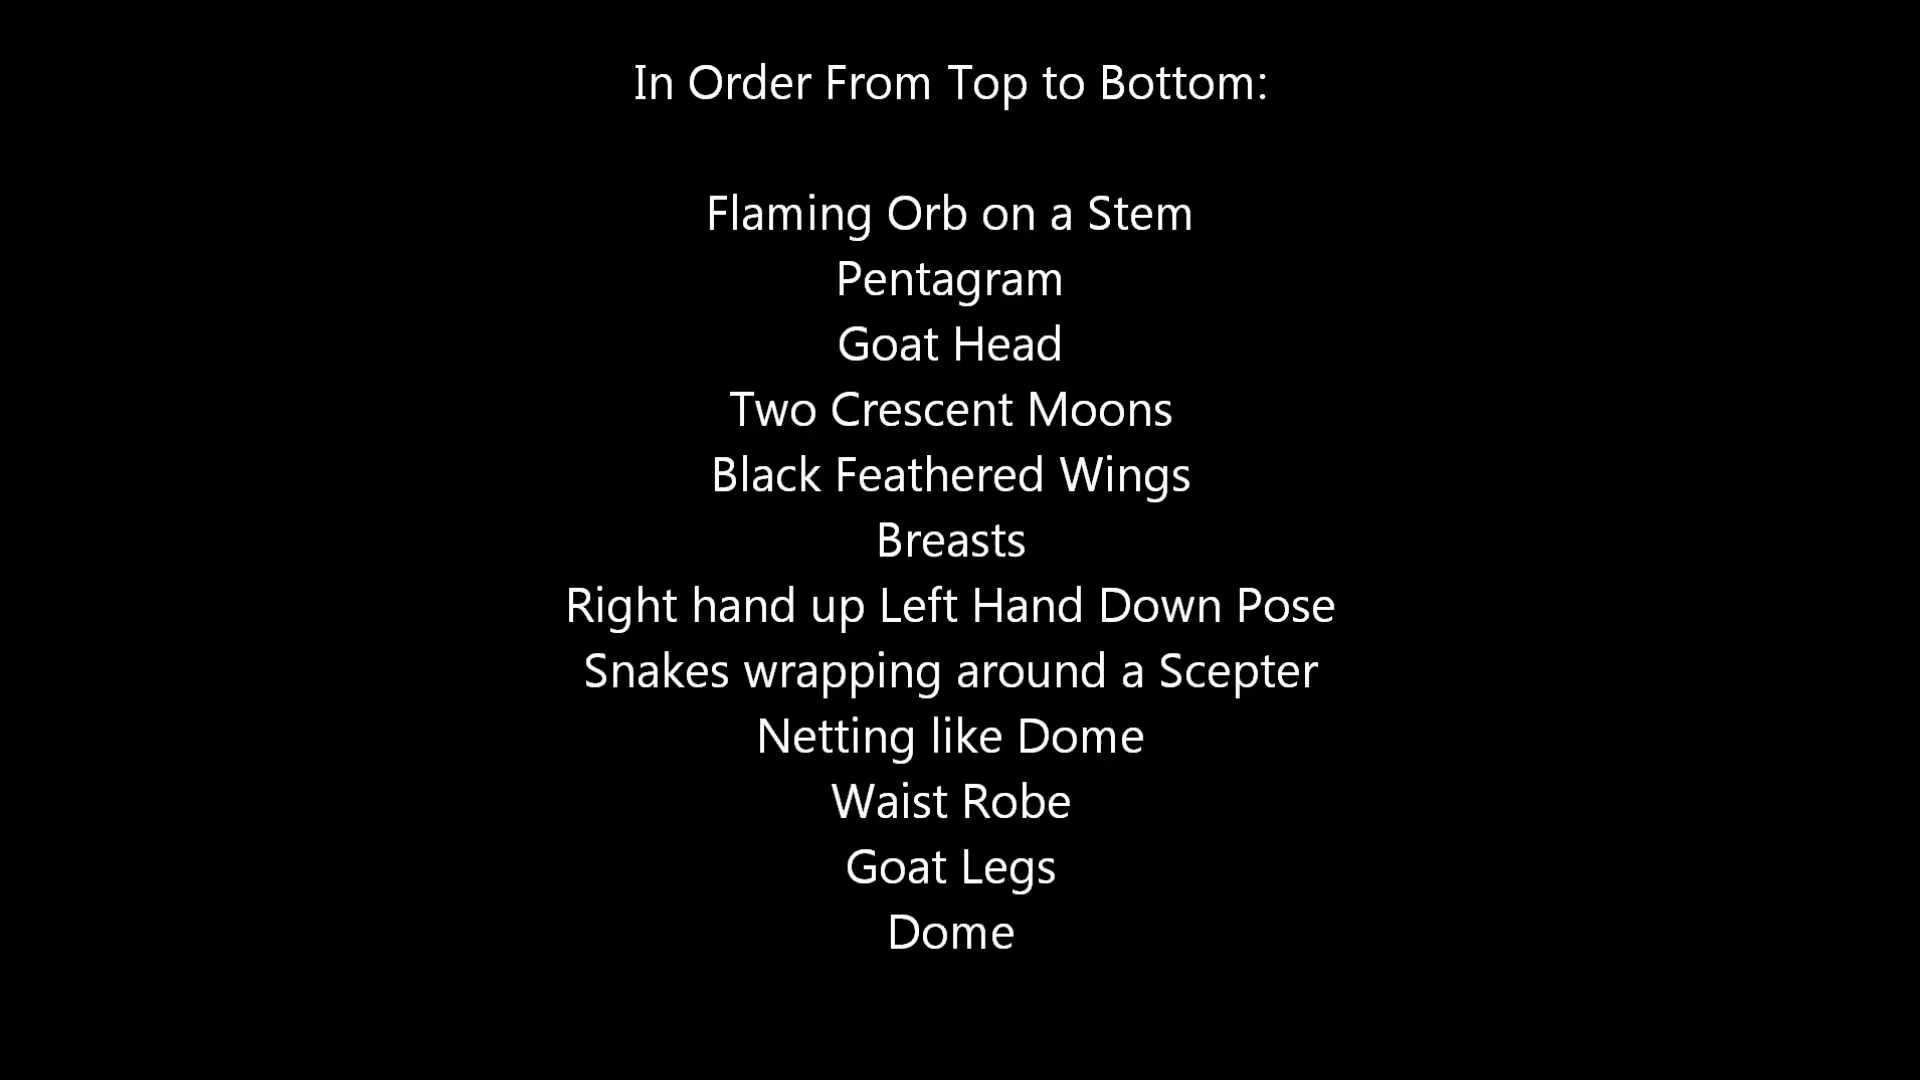 In Order From Top to Bottom:
Flaming Orb on a Stem
Pentagram
Goat Head
Two Crescent Moons
Black Feathered Wings
Breasts
Right hand up Left Hand Down Pose
Snakes wrapping around a Scepter
Netting like Dome
Waist Robe
Goat Legs
Dome